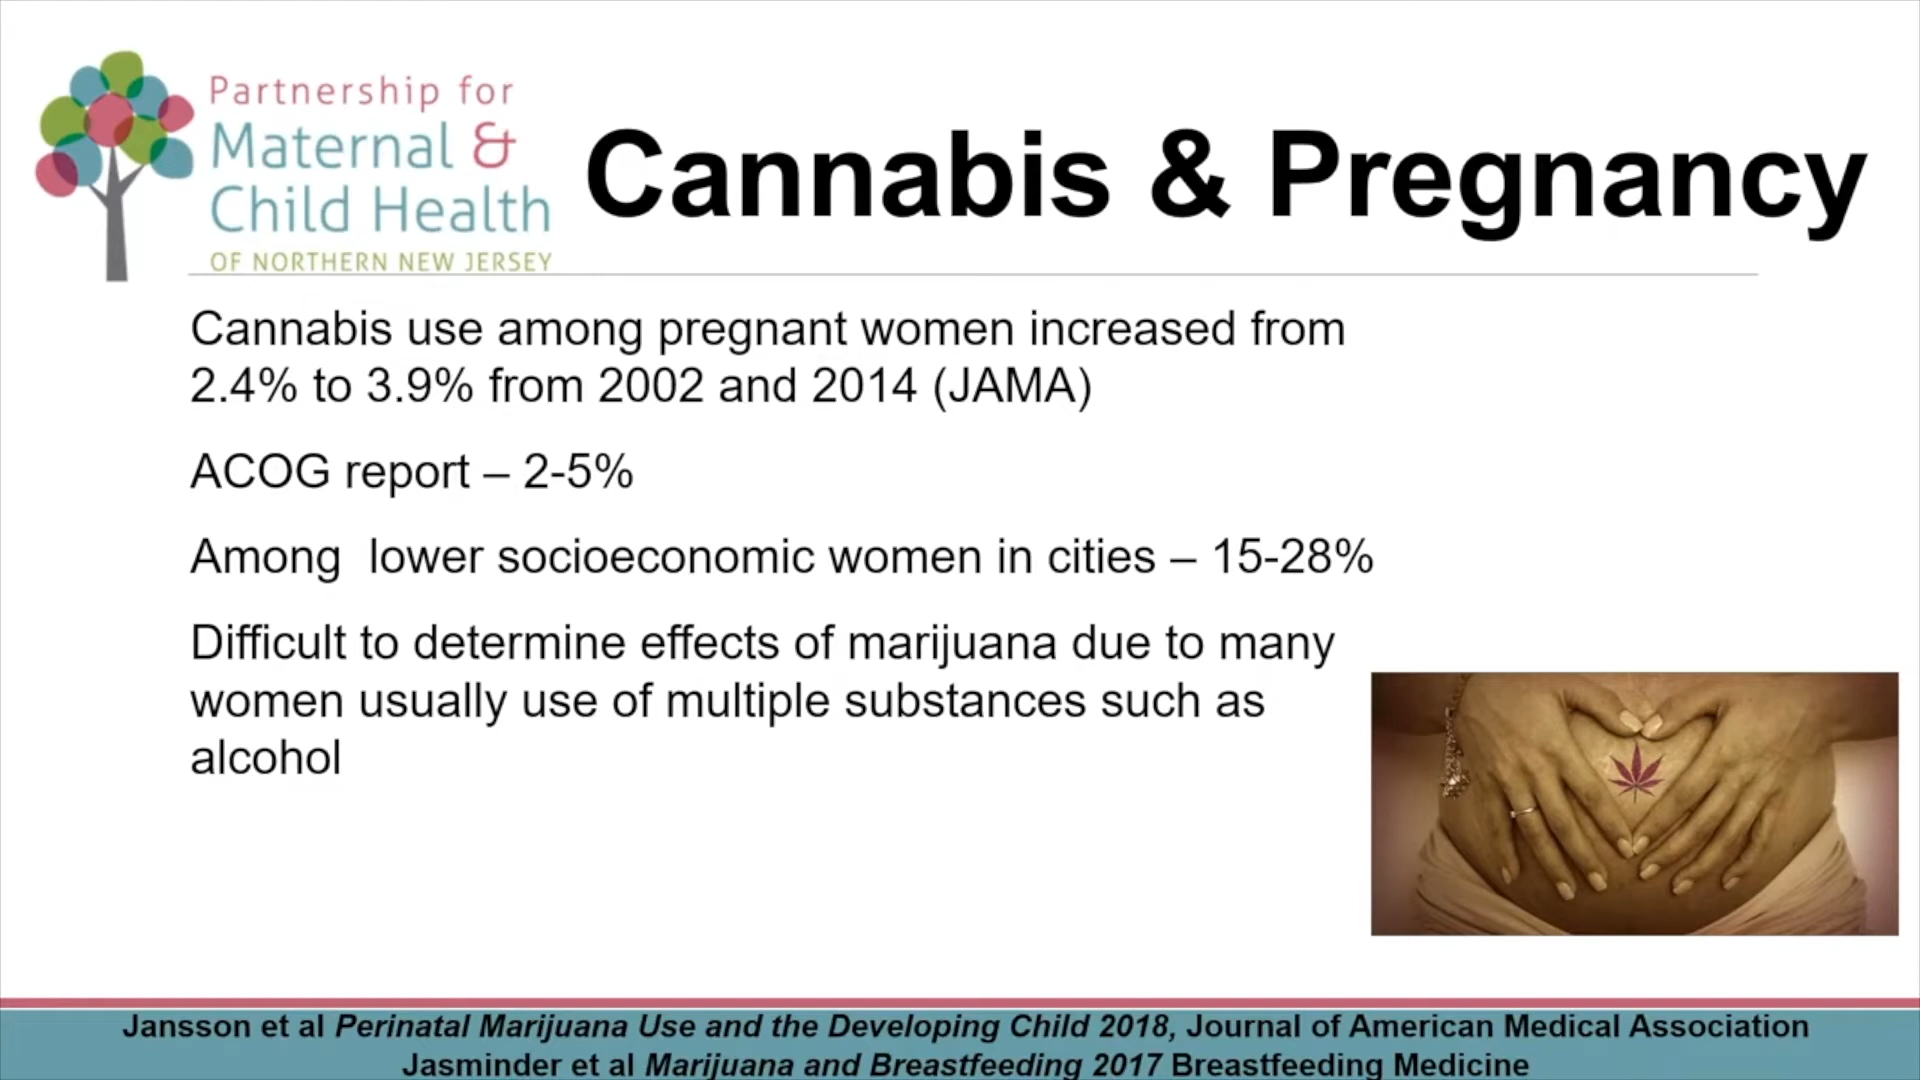 Partnership for
Maternal &
Child Health
OF NORTHERN NEW JERSEY
Cannabis & Pregnancy
Cannabis use among pregnant women increased from
2.4% to 3.9% from 2002 and 2014 (JAMA)
ACOG report – 2-5%
Among  lower socioeconomic women in cities – 15-28%
Difficult to determine effects of marijuana due to many
women usually use of multiple substances such as
alcohol
Jansson et al Perinatal Marijuana Use and the Developing Child 2018, Journal of American Medical Association
Jasminder et al Marijuana and Breastfeeding 2017 Breastfeeding Medicine